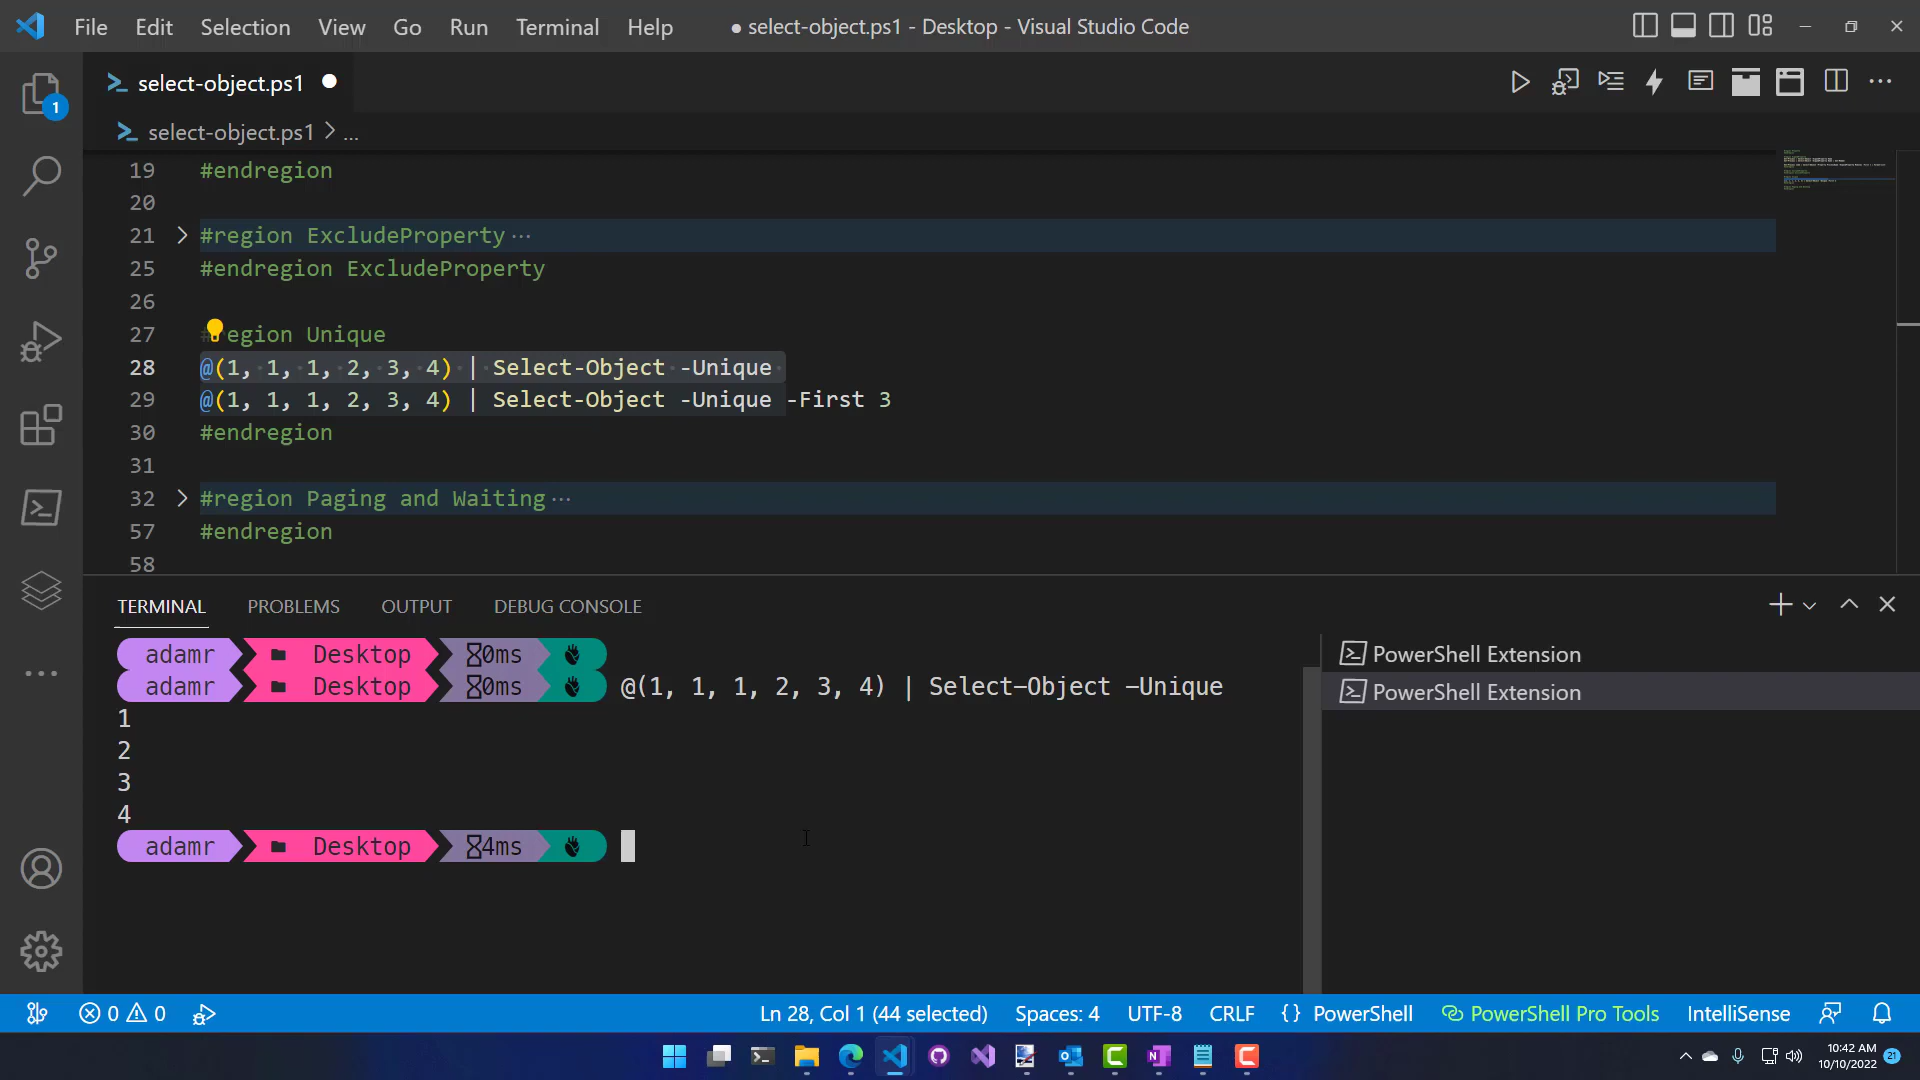 File Edit Selection View Go Run Terminal Help ● select-object.ps1 - Desktop - Visual Studio Code
select-object.ps1 ●
select-object.ps1 > ...
1
19 #endregion
20
21 > #region ExcludeProperty ···
25 #endregion ExcludeProperty
26
27 #region Unique
28 @(1, 1, 1, 2, 3, 4) | Select-Object -Unique
29 @(1, 1, 1, 2, 3, 4) | Select-Object -Unique -First 3
30 #endregion
31
32 > #region Paging and Waiting ···
57 #endregion
58
TERMINAL PROBLEMS OUTPUT DEBUG CONSOLE
adamr Desktop 0ms
adamr Desktop 0ms @(1, 1, 1, 2, 3, 4) | Select-Object -Unique
1
2
3
4
adamr Desktop 4ms
PowerShell Extension
PowerShell Extension
0 0 Ln 28, Col 1 (44 selected) Spaces: 4 UTF-8 CRLF {} PowerShell PowerShell Pro Tools IntelliSense
10:42 AM
10/10/2022 21